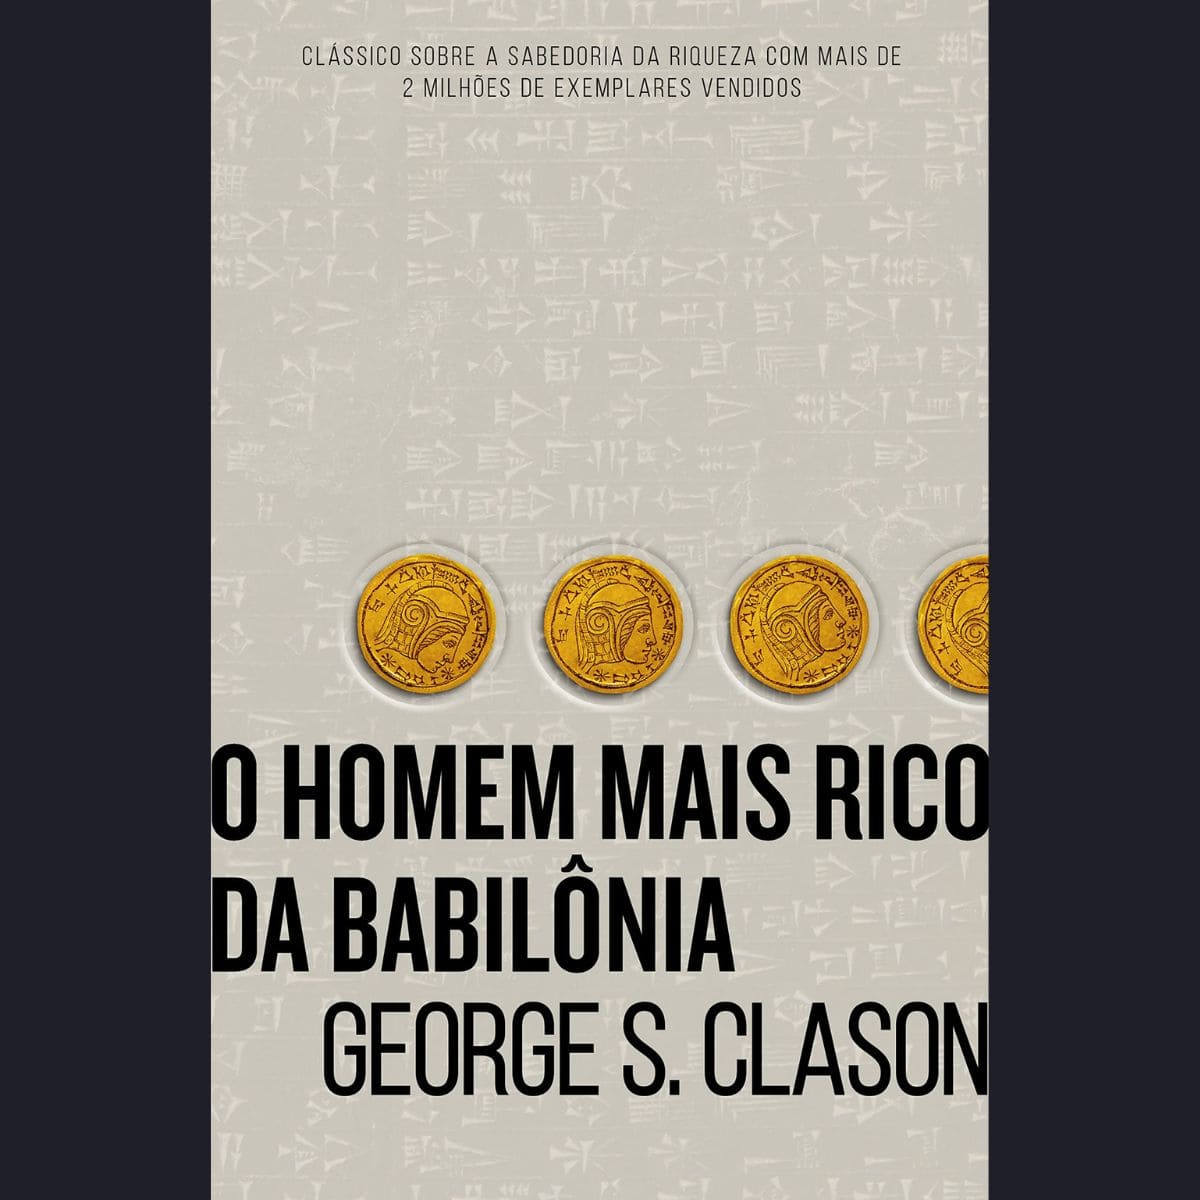 CLÁSSICO SOBRE A SABEDORIA DA RIQUEZA COM MAIS DE
2 MILHÕES DE EXEMPLARES VENDIDOS
O HOMEM MAIS RICO
DA BABILÔNIA
GEORGE S. CLASON